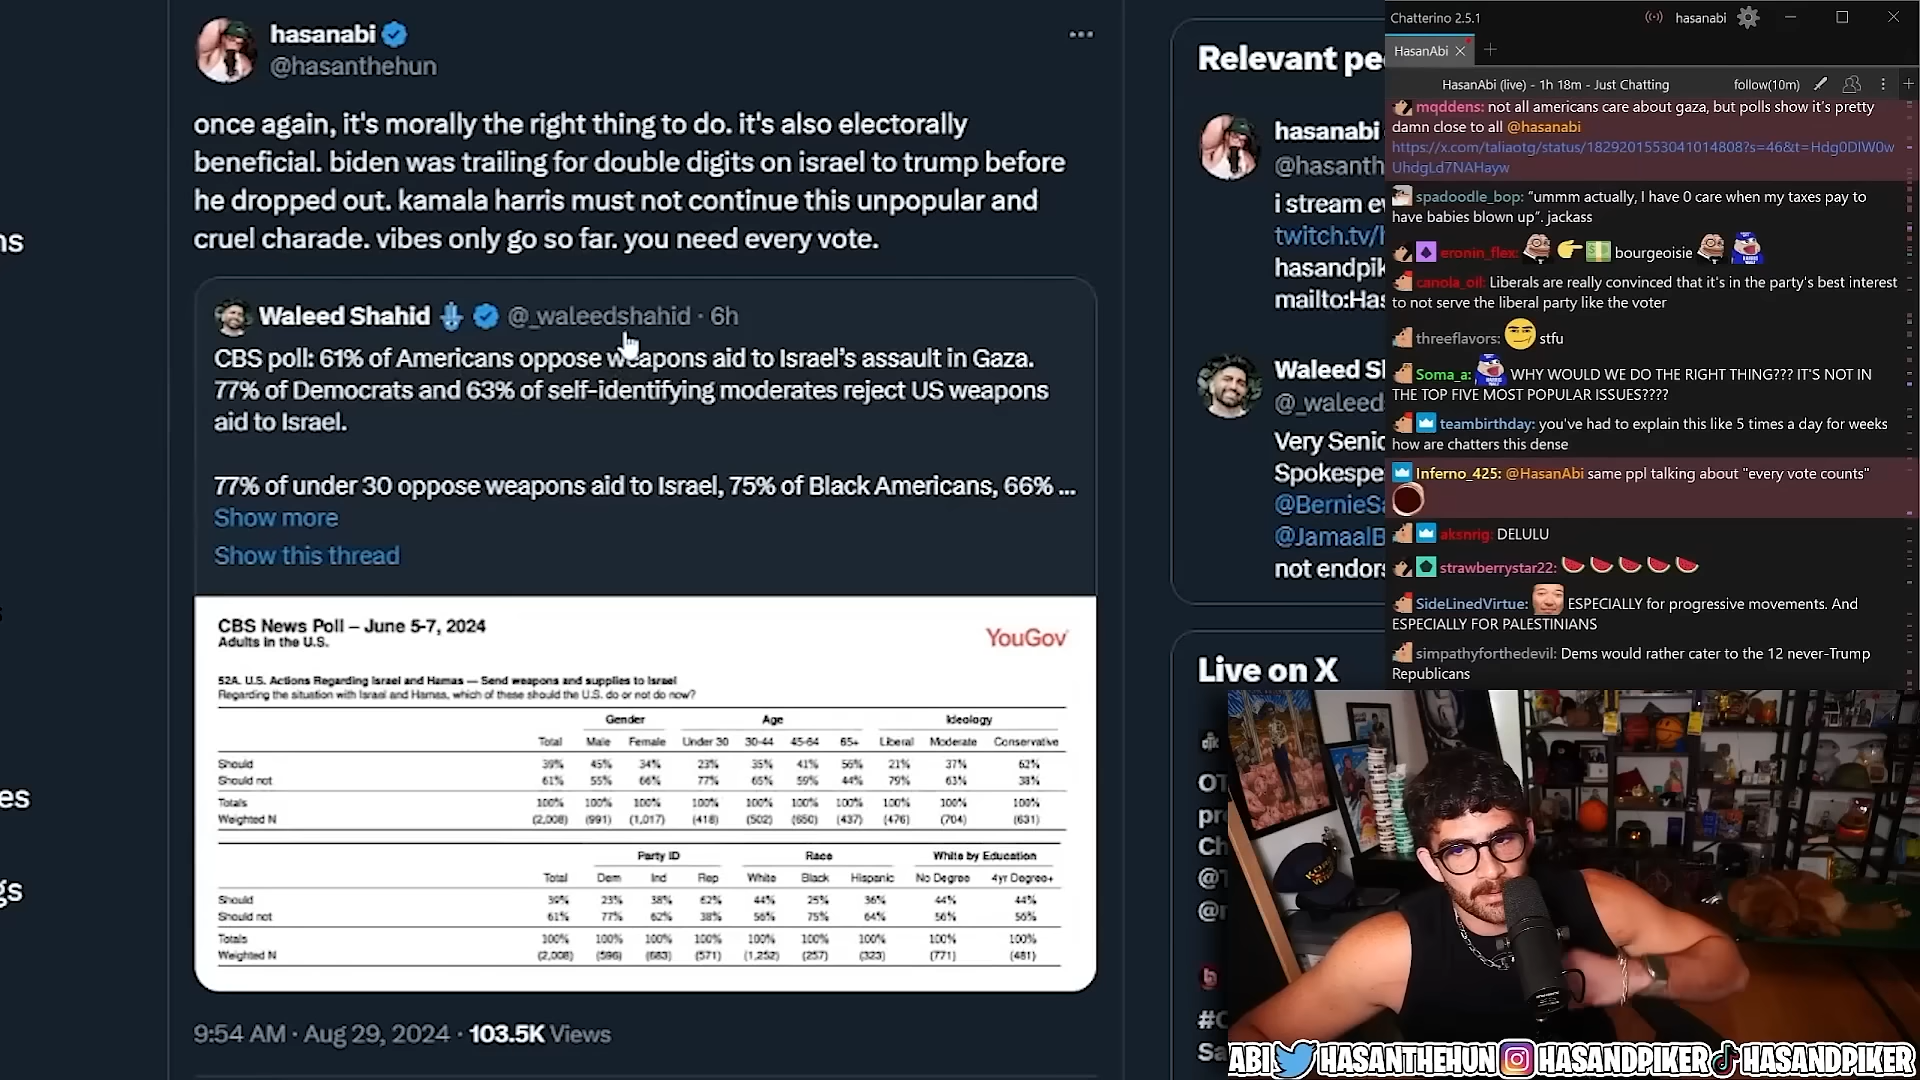 hasanabi
@hasanthehun
once again, it's morally the right thing to do. it's also electorally
beneficial. biden was trailing for double digits on israel to trump before
he dropped out. kamala harris must not continue this unpopular and
cruel charade. vibes only go so far. you need every vote.
Waleed Shahid @_waleedshahid · 6h
CBS poll: 61% of Americans oppose weapons aid to Israel's assault in Gaza.
77% of Democrats and 63% of self-identifying moderates reject US weapons
aid to Israel.
77% of under 30 oppose weapons aid to Israel, 75% of Black Americans, 66% ...
Show more
Show this thread
CBS News Poll – June 5-7, 2024
Adults in the U.S.
YouGov
52A. U.S. Actions Regarding Israel and Hamas — Send weapons and supplies to Israel
Regarding the situation with Israel and Hamas, which of these should the U.S. do or not do now?
Gender Age Ideology
Total Male Female Under 30 30-44 45-64 65+ Liberal Moderate Conservative
Should 39% 45% 34% 23% 35% 41% 56% 21% 37% 62%
Should not 61% 55% 66% 77% 65% 59% 44% 79% 63% 38%
Totals 100% 100% 100% 100% 100% 100% 100% 100% 100% 100%
Weighted N (2,008) (991) (1,017) (418) (502) (650) (437) (476) (704) (631)
Party ID Race White by Education
Total Dem Ind Rep White Black Hispanic No Degree 4yr Degree+
Should 39% 23% 38% 62% 44% 25% 36% 44% 44%
Should not 61% 77% 62% 38% 56% 75% 64% 56% 56%
Totals 100% 100% 100% 100% 100% 100% 100% 100% 100%
Weighted N (2,008) (596) (683) (571) (1,252) (257) (323) (771) (481)
9:54 AM · Aug 29, 2024 · 103.5K Views
ns
es
gs
Relevant pe
hasanabi
@hasanth
i stream e
twitch.tv/h
hasandpik
mailto:Has
Waleed S
@_waleed
Very Senic
Spokespe
@BernieSa
@JamaalB
not endors
Live on X
OT
pr
Ch
@T
Sa
Chatterino 2.5.1
hasanabi
HasanAbi
HasanAbi (live) - 1h 18m - Just Chatting
follow(10m)
mqddens: not all americans care about gaza, but polls show it's pretty
damn close to all @hasanabi
https://x.com/taliaotg/status/1829201553041014808?s=46&t=Hdg0DIW0w
UhdgLd7NAHayw
spadoodle_bop: "ummm actually, I have 0 care when my taxes pay to
have babies blown up". jackass
eronin_flex: bourgeoisie
canola_oil: Liberals are really convinced that it's in the party's best interest
to not serve the liberal party like the voter
threeflavors: stfu
Soma_a: WHY WOULD WE DO THE RIGHT THING??? IT'S NOT IN
THE TOP FIVE MOST POPULAR ISSUES????
teambirthday: you've had to explain this like 5 times a day for weeks
how are chatters this dense
Inferno_425: @HasanAbi same ppl talking about "every vote counts"
aksnrig: DELULU
strawberrystar22:
SideLinedVirtue: ESPECIALLY for progressive movements. And
ESPECIALLY FOR PALESTINIANS
simpathyforthedevil: Dems would rather cater to the 12 never-Trump
Republicans
ABI HASANTHEHUN HASANDPIKER HASANDPIKER